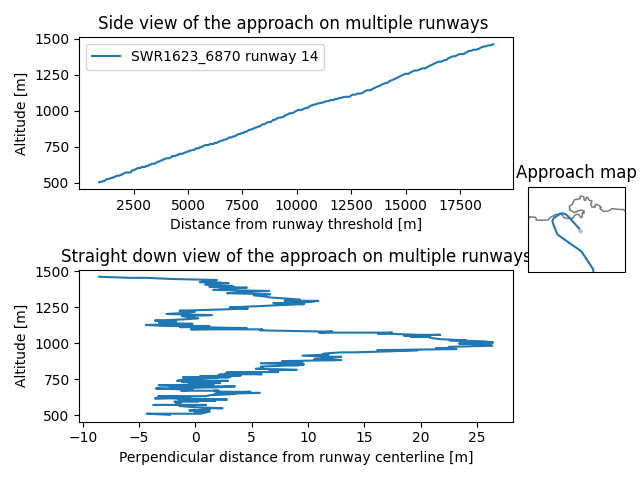 Side view of the approach on multiple runways
1500
1250
1000
750
500
Altitude [m]
SWR1623_6870 runway 14
2500 5000 7500 10000 12500 15000 17500
Distance from runway threshold [m]
Approach map
Straight down view of the approach on multiple runways
1500
1250
1000
750
500
Altitude [m]
−10 −5 0 5 10 15 20 25
Perpendicular distance from runway centerline [m]